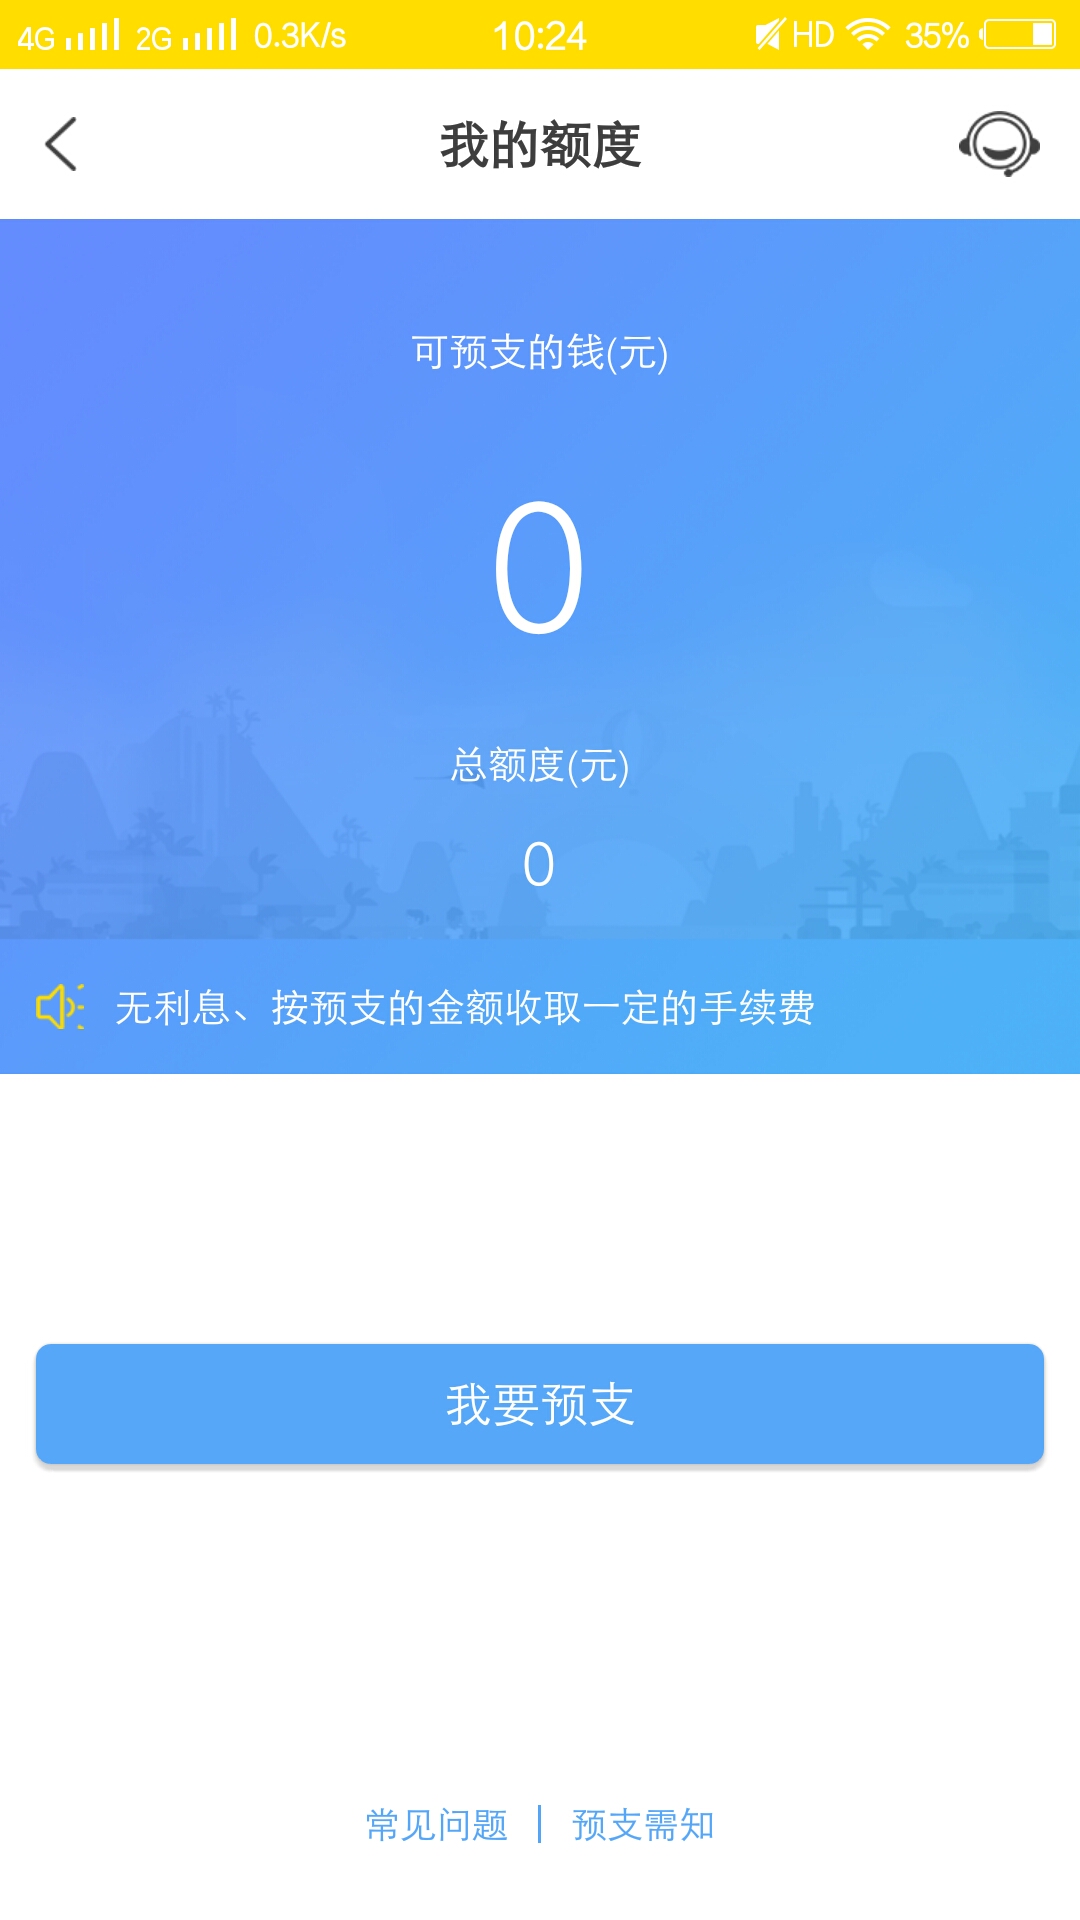 4G 2G 0.3K/s 10:24 HD 35%
我的额度
可预支的钱(元)
0
总额度(元)
0
无利息、按预支的金额收取一定的手续费
我要预支
常见问题 | 预支需知